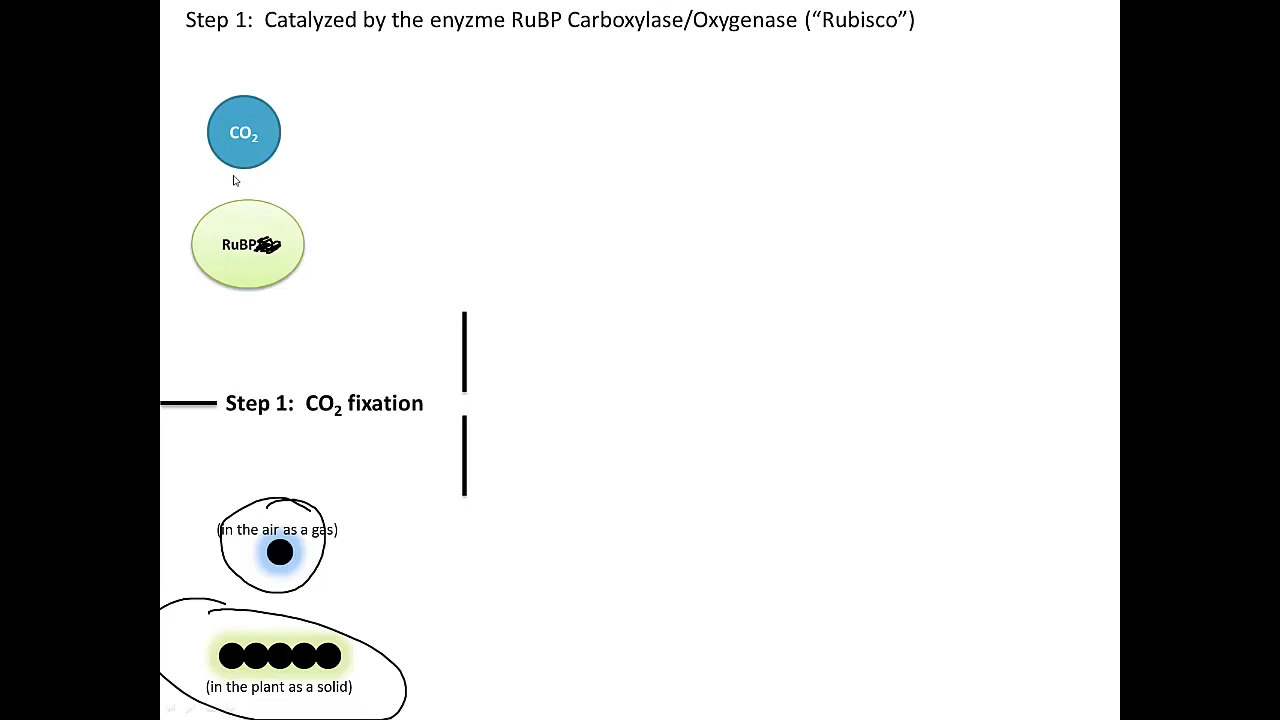 Step 1:  Catalyzed by the enyzme RuBP Carboxylase/Oxygenase (“Rubisco”)
CO₂
RuBP
Step 1:  CO₂ fixation
(in the air as a gas)
(in the plant as a solid)